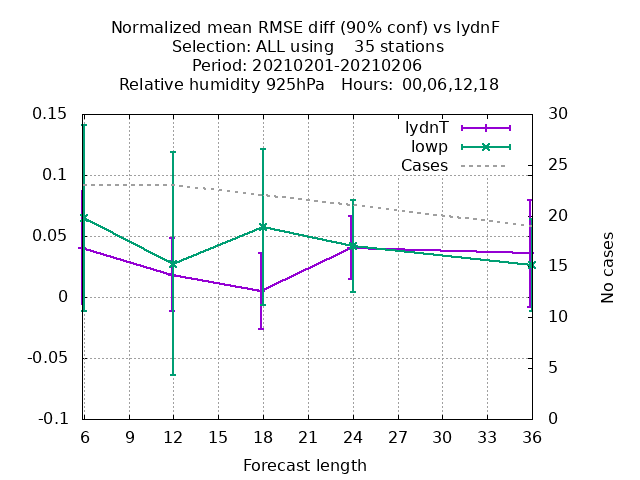 Normalized mean RMSE diff (90% conf) vs lydnF
Selection: ALL using    35 stations
Period: 20210201-20210206
Relative humidity 925hPa   Hours: 00,06,12,18
0.15
0.1
0.05
0
-0.05
-0.1
lydnT
lowp
Cases
30
25
20
15
10
5
0
No cases
6 9 12 15 18 21 24 27 30 33 36
Forecast length